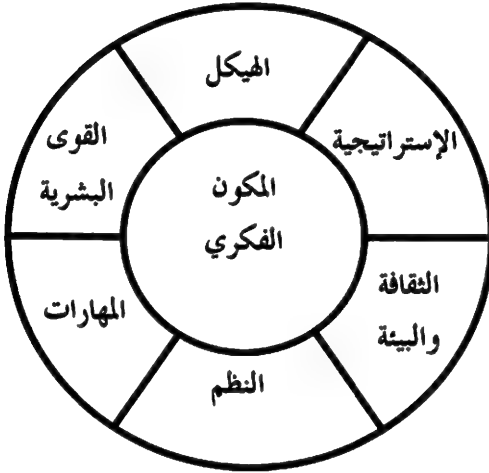 الهيكل
الإستراتيجية
القوى
البشرية
المكون
الفكري
الثقافة
والبيئة
المهارات
النظم